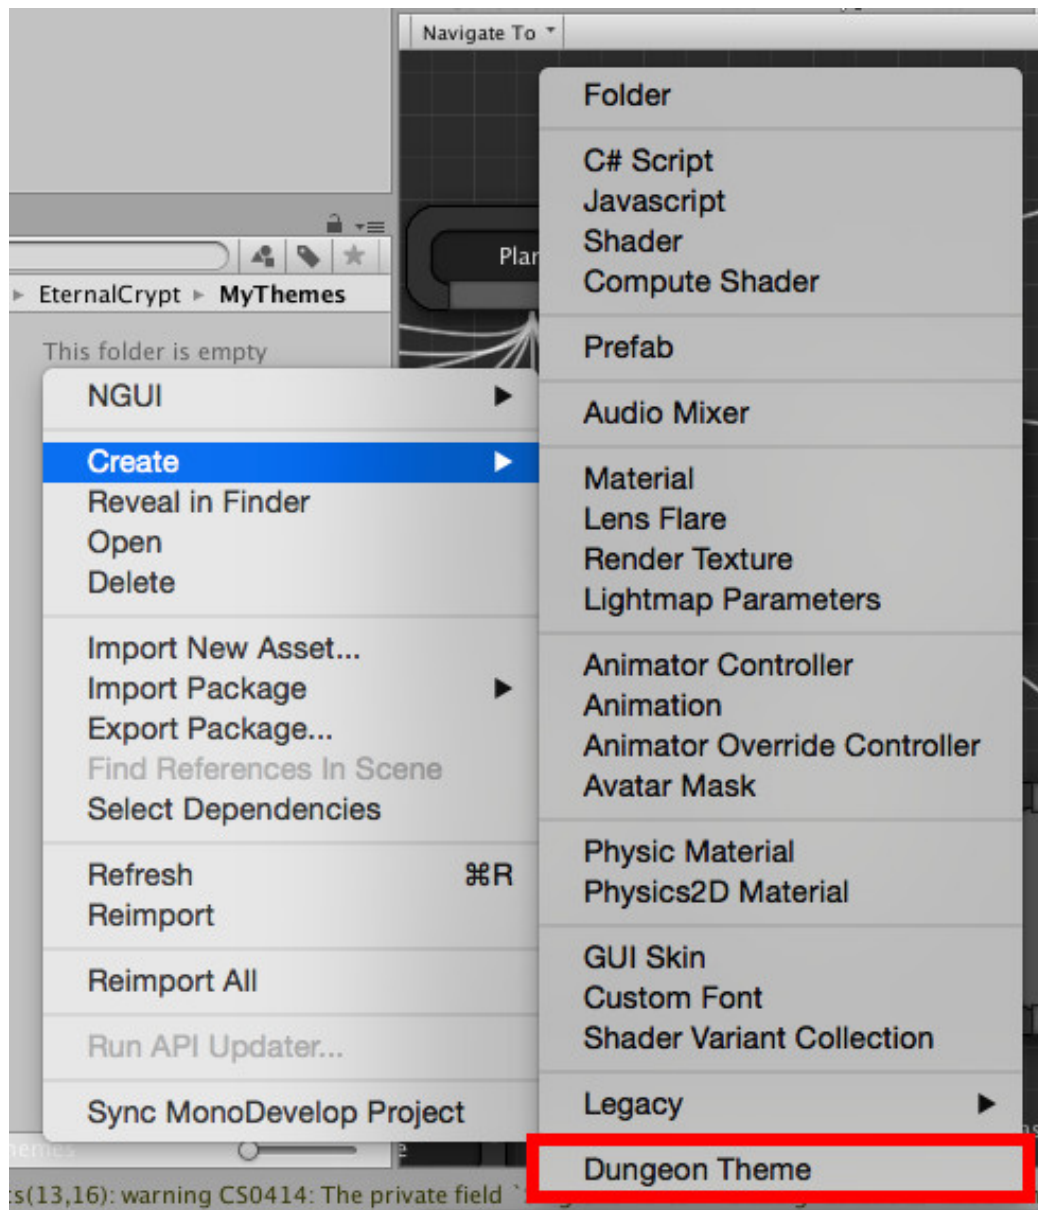 Navigate To
Plan
EternalCrypt MyThemes
This folder is empty
NGUI
Create
Reveal in Finder
Open
Delete
Import New Asset...
Import Package
Export Package...
Find References In Scene
Select Dependencies
Refresh ⌘R
Reimport
Reimport All
Run API Updater...
Sync MonoDevelop Project
Folder
C# Script
Javascript
Shader
Compute Shader
Prefab
Audio Mixer
Material
Lens Flare
Render Texture
Lightmap Parameters
Animator Controller
Animation
Animator Override Controller
Avatar Mask
Physic Material
Physics2D Material
GUI Skin
Custom Font
Shader Variant Collection
Legacy
Dungeon Theme
s(13,16): warning CS0414: The private field `